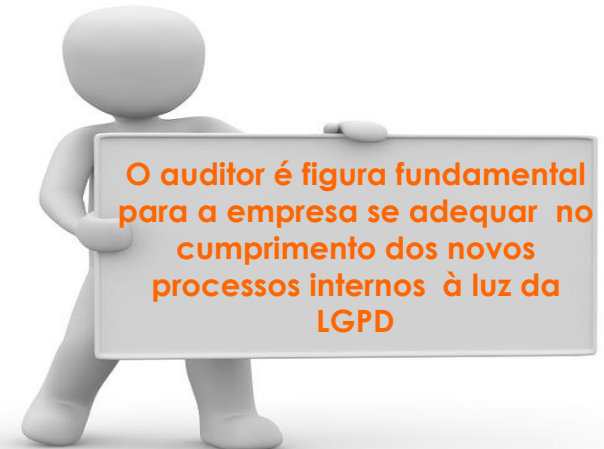 O auditor é figura fundamental
para a empresa se adequar  no
cumprimento dos novos
processos internos  à luz da
LGPD